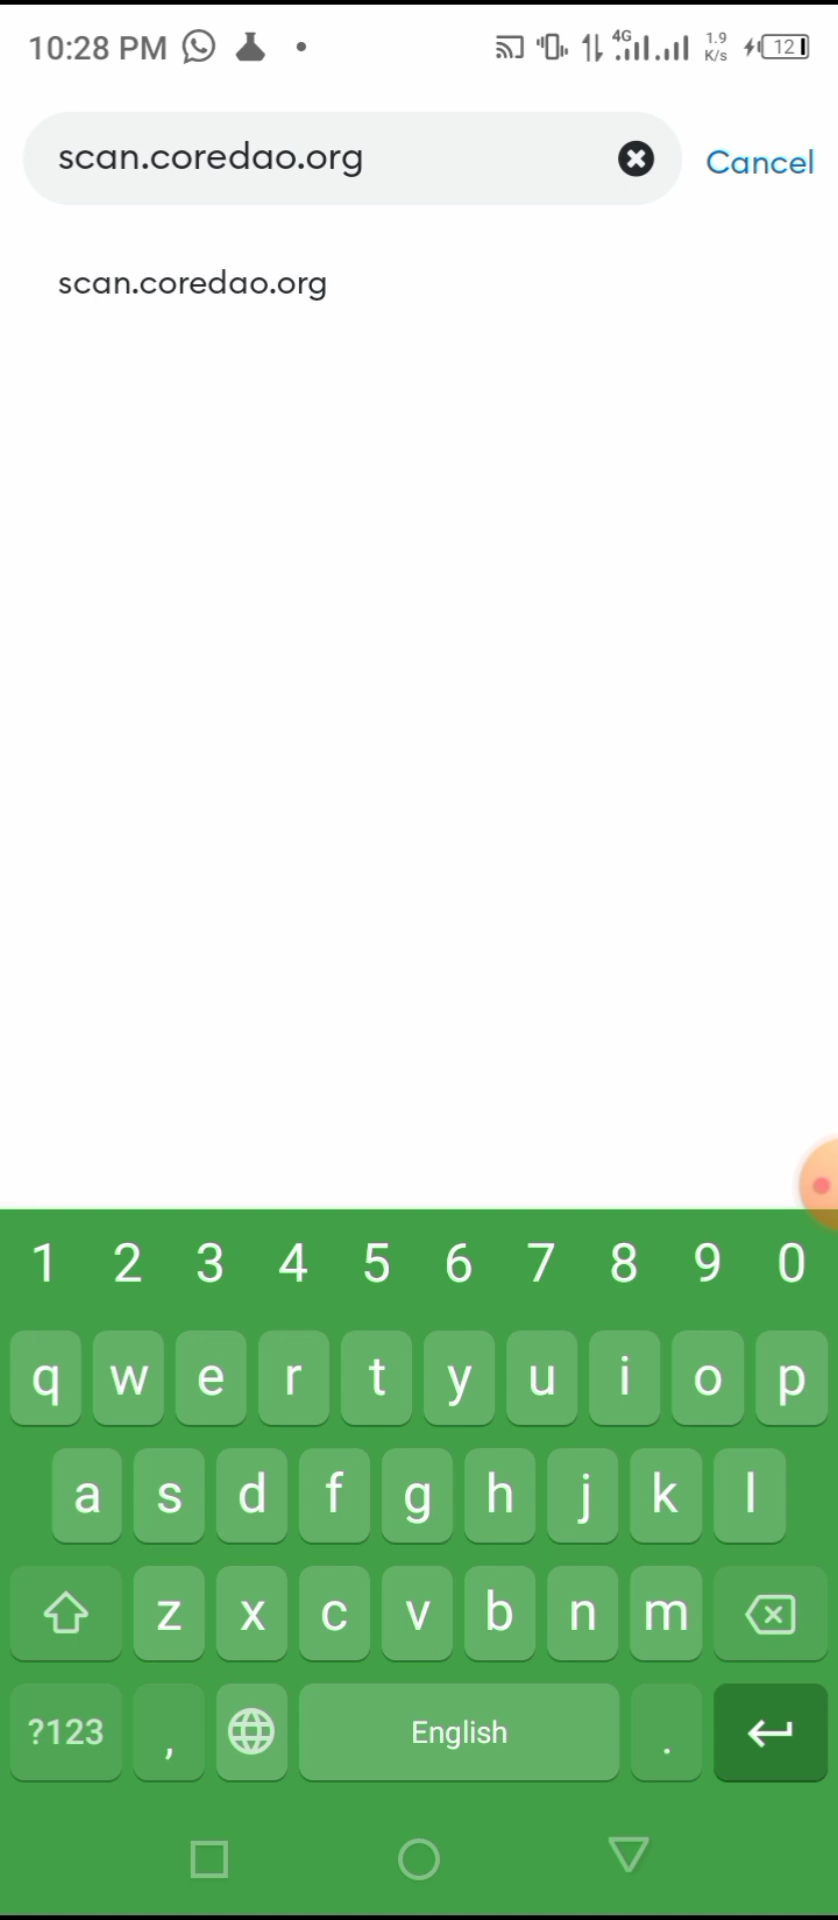 10:28 PM 4G 1.9 K/s 12
scan.coredao.org Cancel
scan.coredao.org
1 2 3 4 5 6 7 8 9 0
q w e r t y u i o p
a s d f g h j k l
z x c v b n m
?123 , English .